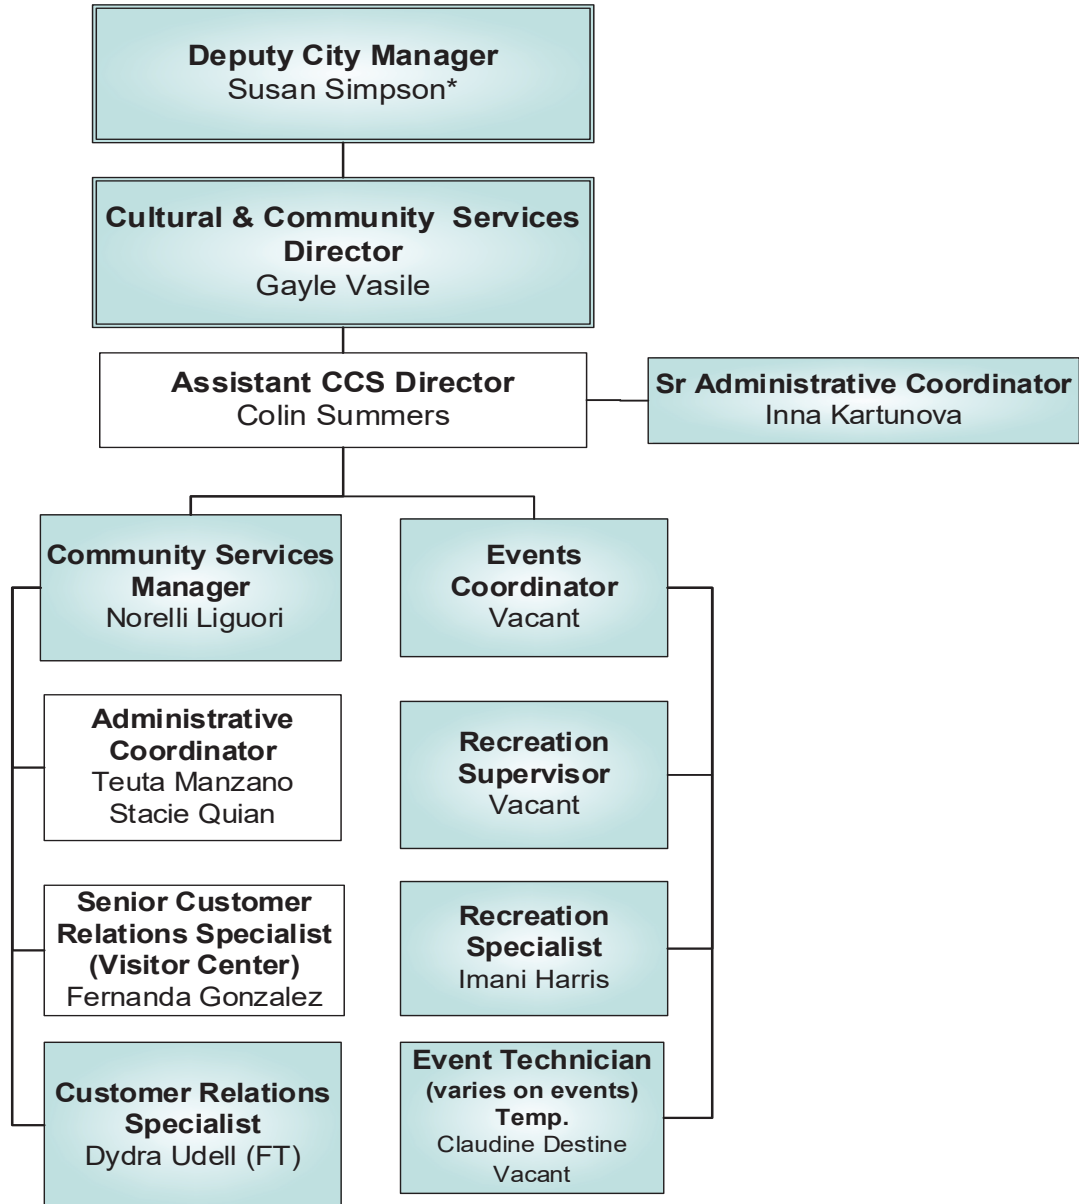 Deputy City Manager
Susan Simpson*
Cultural & Community Services
Director
Gayle Vasile
Assistant CCS Director
Colin Summers
Sr Administrative Coordinator
Inna Kartunova
Community Services
Manager
Norelli Liguori
Administrative
Coordinator
Teuta Manzano
Stacie Quian
Senior Customer
Relations Specialist
(Visitor Center)
Fernanda Gonzalez
Customer Relations
Specialist
Dydra Udell (FT)
Events
Coordinator
Vacant
Recreation
Supervisor
Vacant
Recreation
Specialist
Imani Harris
Event Technician
(varies on events)
Temp.
Claudine Destine
Vacant